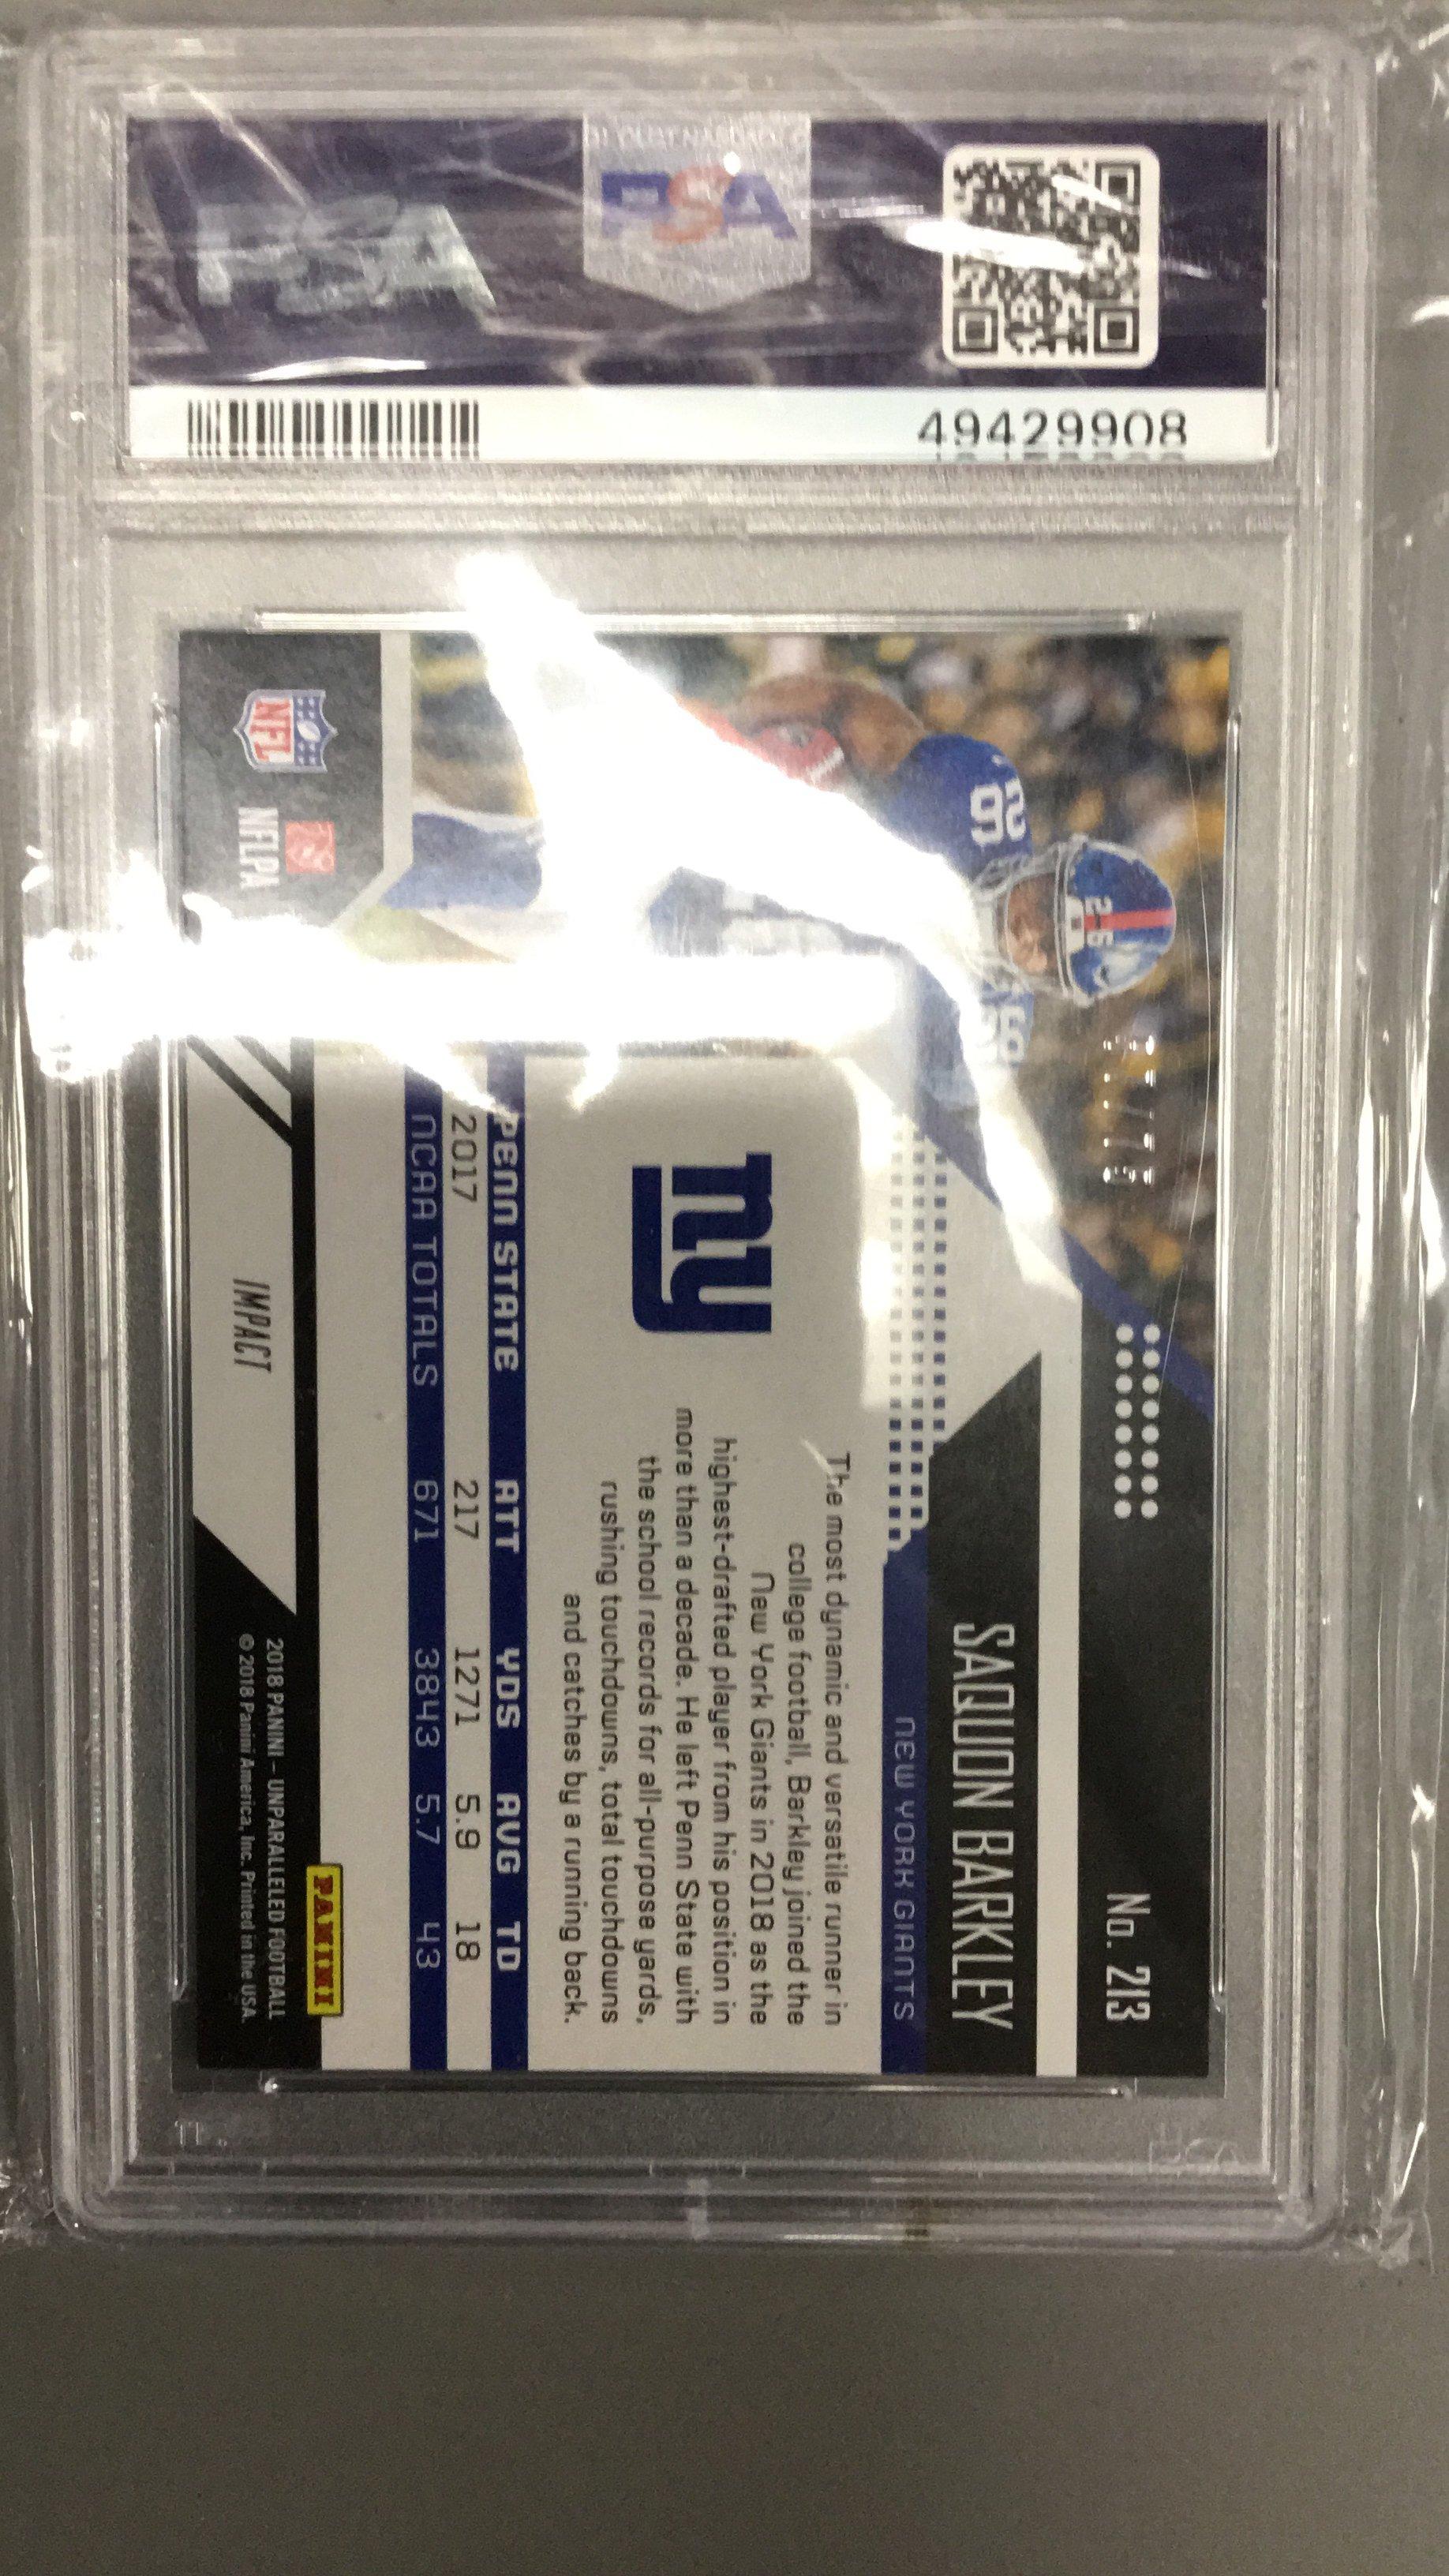 PSA
49429908
26
26
No. 213
SAQUON BARKLEY
NEW YORK GIANTS
ny
The most dynamic and versatile runner in
college football, Barkley joined the
New York Giants in 2018 as the
highest-drafted player from his position in
more than a decade. He left Penn State with
the school records for all-purpose yards,
rushing touchdowns, total touchdowns
and catches by a running back.
PENN STATE ATT YDS AVG TD
2017 217 1271 5.9 18
NCAA TOTALS 671 3843 5.7 43
PANINI
NFL
NFLPA
IMPACT
2018 PANINI – UNPARALLELED FOOTBALL
© 2018 Panini America, Inc. Printed in the USA.
PSA